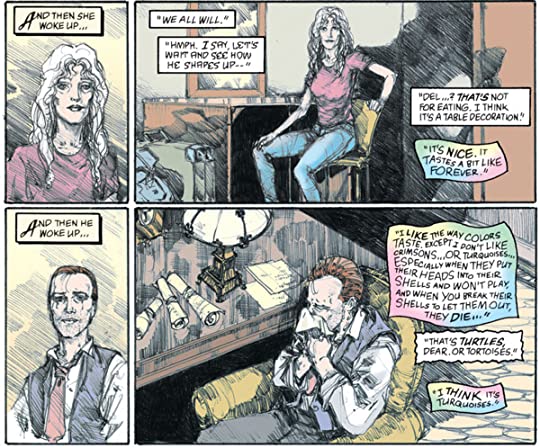 AND THEN SHE
WOKE UP...
"WE ALL WILL."
"HMPH. I SAY, LET'S
WAIT AND SEE HOW
HE SHAPES UP--"
"DEL...? THAT'S NOT
FOR EATING. I THINK
IT'S A TABLE DECORATION."
"IT'S NICE. IT
TASTES A BIT LIKE
FOREVER."
AND THEN HE
WOKE UP...
"I LIKE THE WAY COLORS
TASTE. EXCEPT I DON'T LIKE
CRIMSONS...OR TURQUOISES...
ESPECIALLY WHEN THEY PUT
THEIR HEADS INTO THEIR
SHELLS AND WON'T PLAY,
AND WHEN YOU BREAK THEIR
SHELLS TO LET THEM OUT,
THEY DIE..."
"THAT'S TURTLES,
DEAR. OR TORTOISES."
"I THINK IT'S
TURQUOISES."